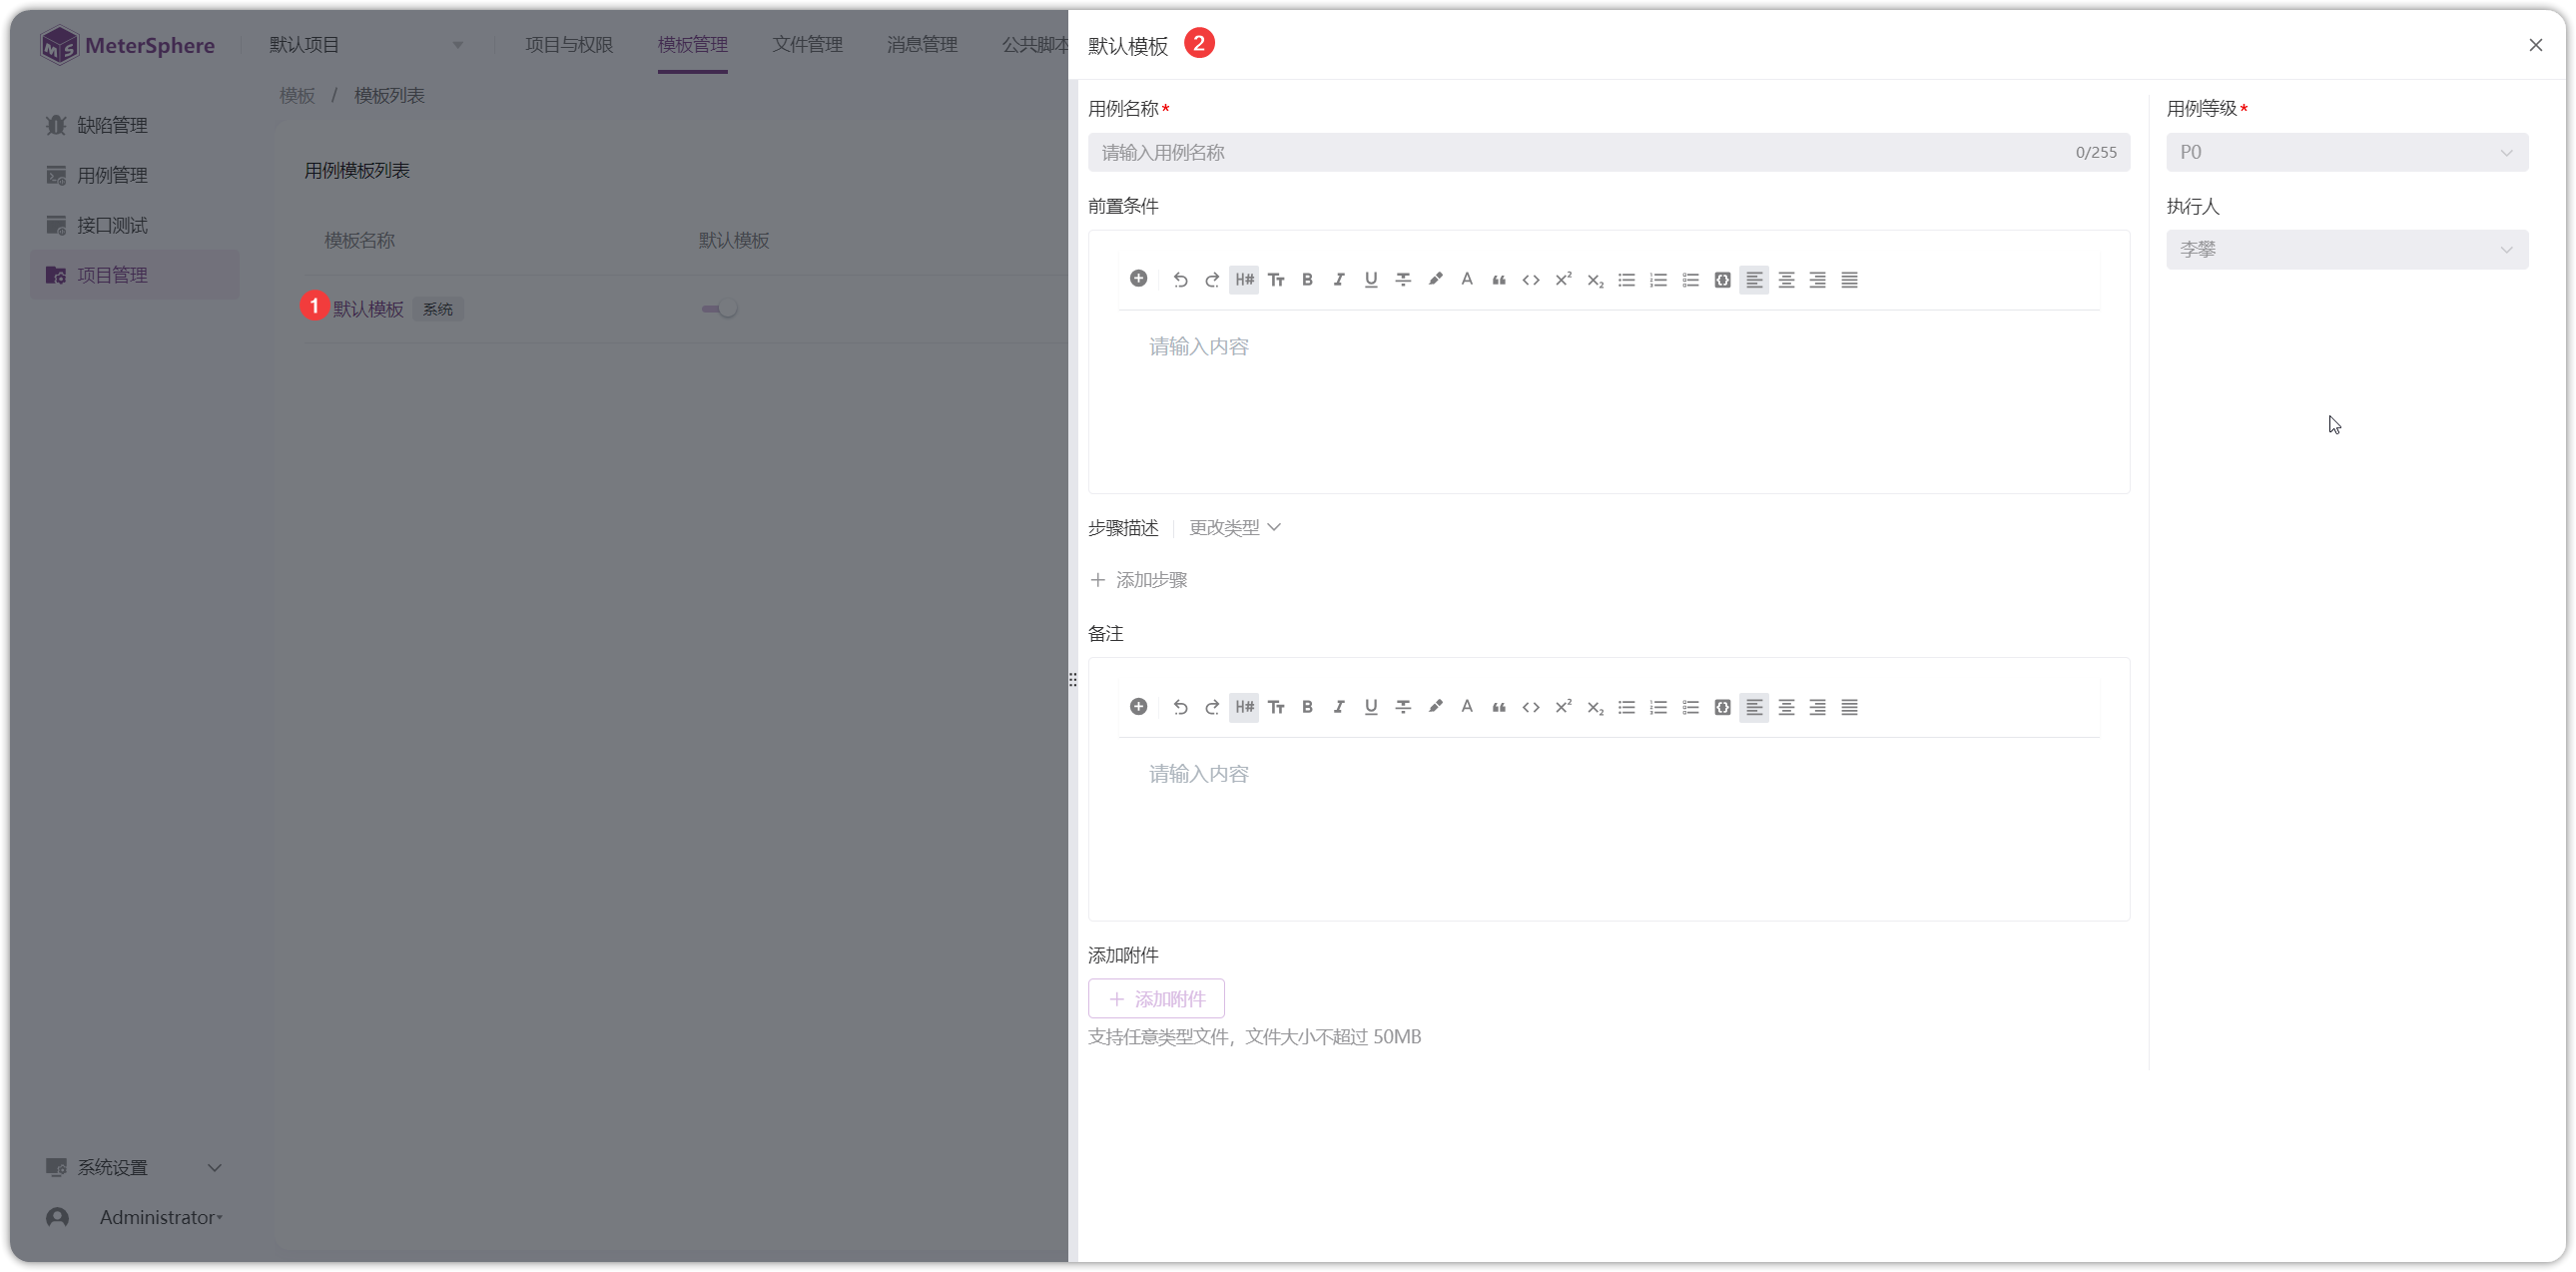 MeterSphere
默认项目
项目与权限
模板管理
文件管理
消息管理
公共脚本
缺陷管理
用例管理
接口测试
项目管理
模板 / 模板列表
用例模板列表
模板名称
默认模板
1
默认模板
系统
系统设置
Administrator
默认模板 2
用例名称*
请输入用例名称
0/255
前置条件
H# Tт B I U A
请输入内容
步骤描述
更改类型
添加步骤
备注
H# Tт B I U A
请输入内容
添加附件
添加附件
支持任意类型文件，文件大小不超过 50MB
用例等级*
P0
执行人
李攀